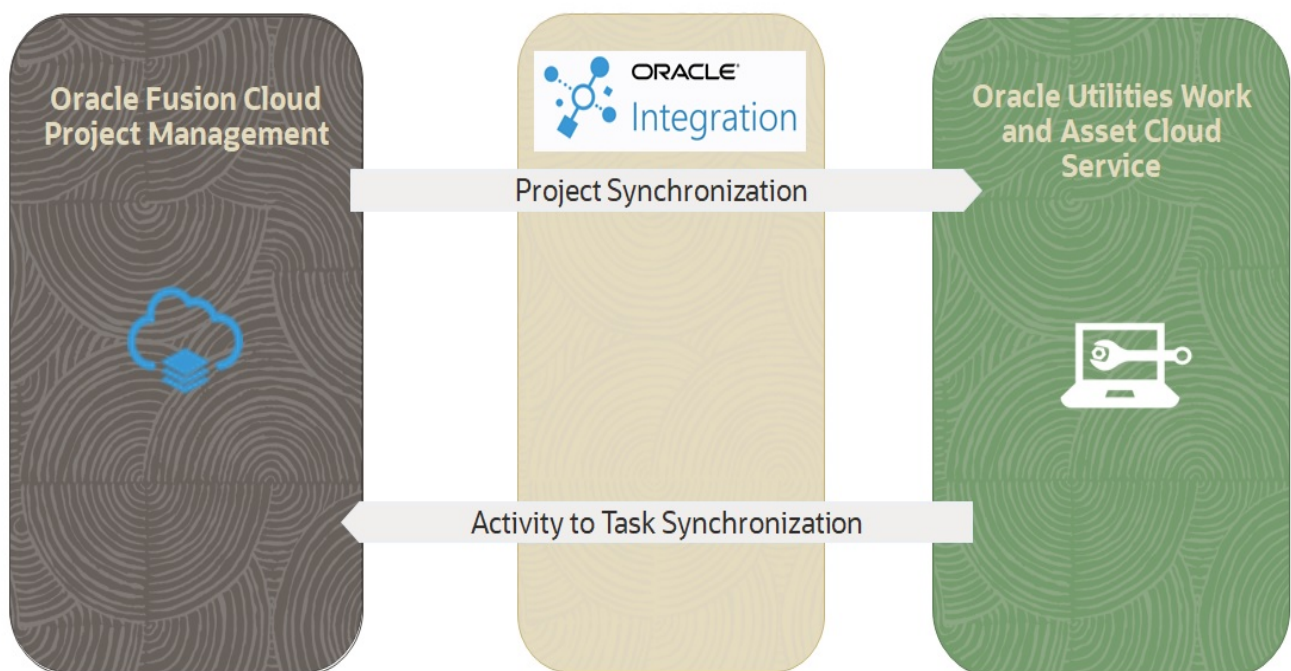 Oracle Fusion Cloud
Project Management
ORACLE
Integration
Oracle Utilities Work
and Asset Cloud
Service
Project Synchronization
Activity to Task Synchronization